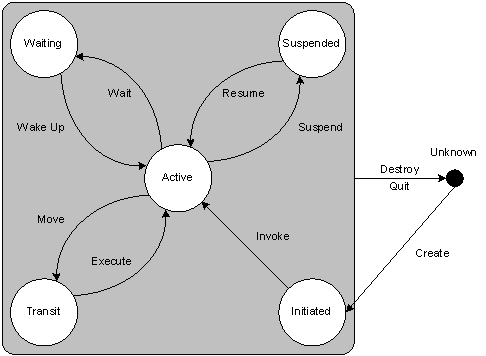 Waiting
Suspended
Wait
Resume
Wake Up
Suspend
Unknown
Destroy
Quit
Active
Move
Invoke
Create
Execute
Transit
Initiated